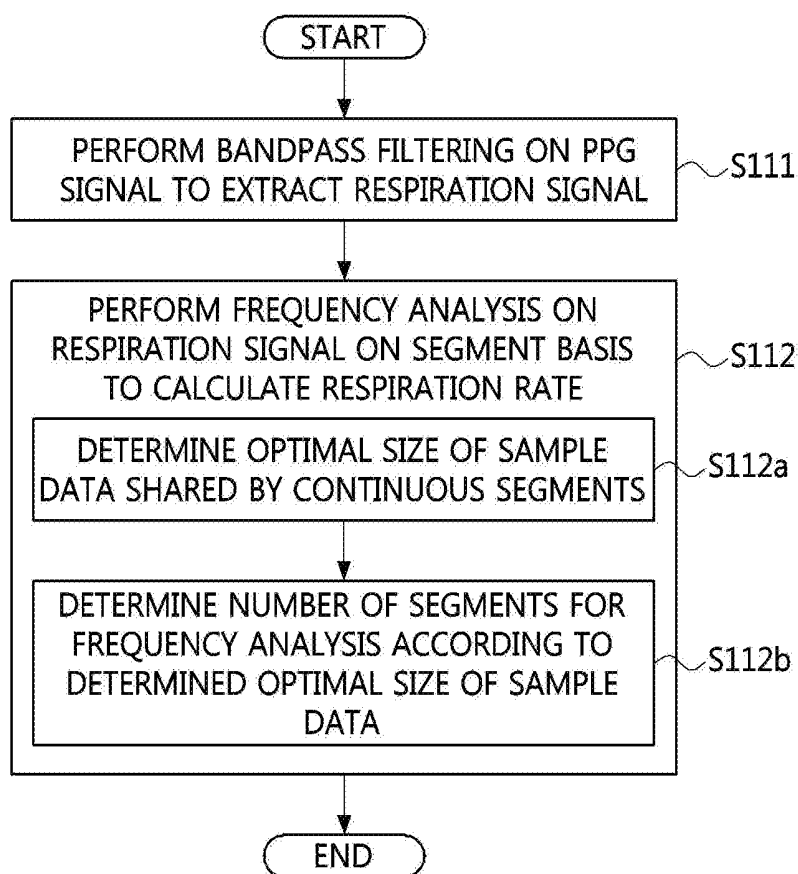 START
PERFORM BANDPASS FILTERING ON PPG
SIGNAL TO EXTRACT RESPIRATION SIGNAL
S111
PERFORM FREQUENCY ANALYSIS ON
RESPIRATION SIGNAL ON SEGMENT BASIS
TO CALCULATE RESPIRATION RATE
S112
DETERMINE OPTIMAL SIZE OF SAMPLE
DATA SHARED BY CONTINUOUS SEGMENTS
S112a
DETERMINE NUMBER OF SEGMENTS FOR
FREQUENCY ANALYSIS ACCORDING TO
DETERMINED OPTIMAL SIZE OF SAMPLE
DATA
S112b
END